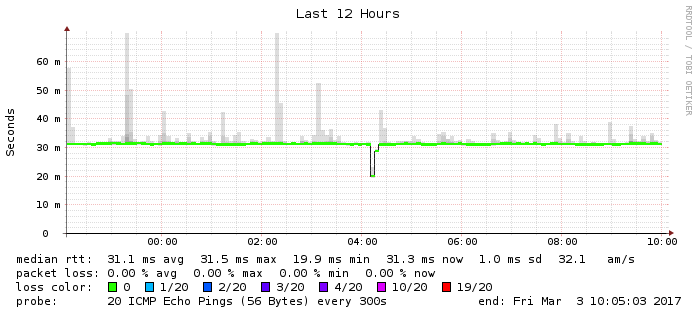 Last 12 Hours
RRDTOOL / TOBI OETIKER
Seconds
60 m
50 m
40 m
30 m
20 m
10 m
0
00:00 02:00 04:00 06:00 08:00 10:00
median rtt: 31.1 ms avg 31.5 ms max 19.9 ms min 31.3 ms now 1.0 ms sd 32.1 am/s
packet loss: 0.00 % avg 0.00 % max 0.00 % min 0.00 % now
loss color: 0 1/20 2/20 3/20 4/20 10/20 19/20
probe: 20 ICMP Echo Pings (56 Bytes) every 300s end: Fri Mar 3 10:05:03 2017